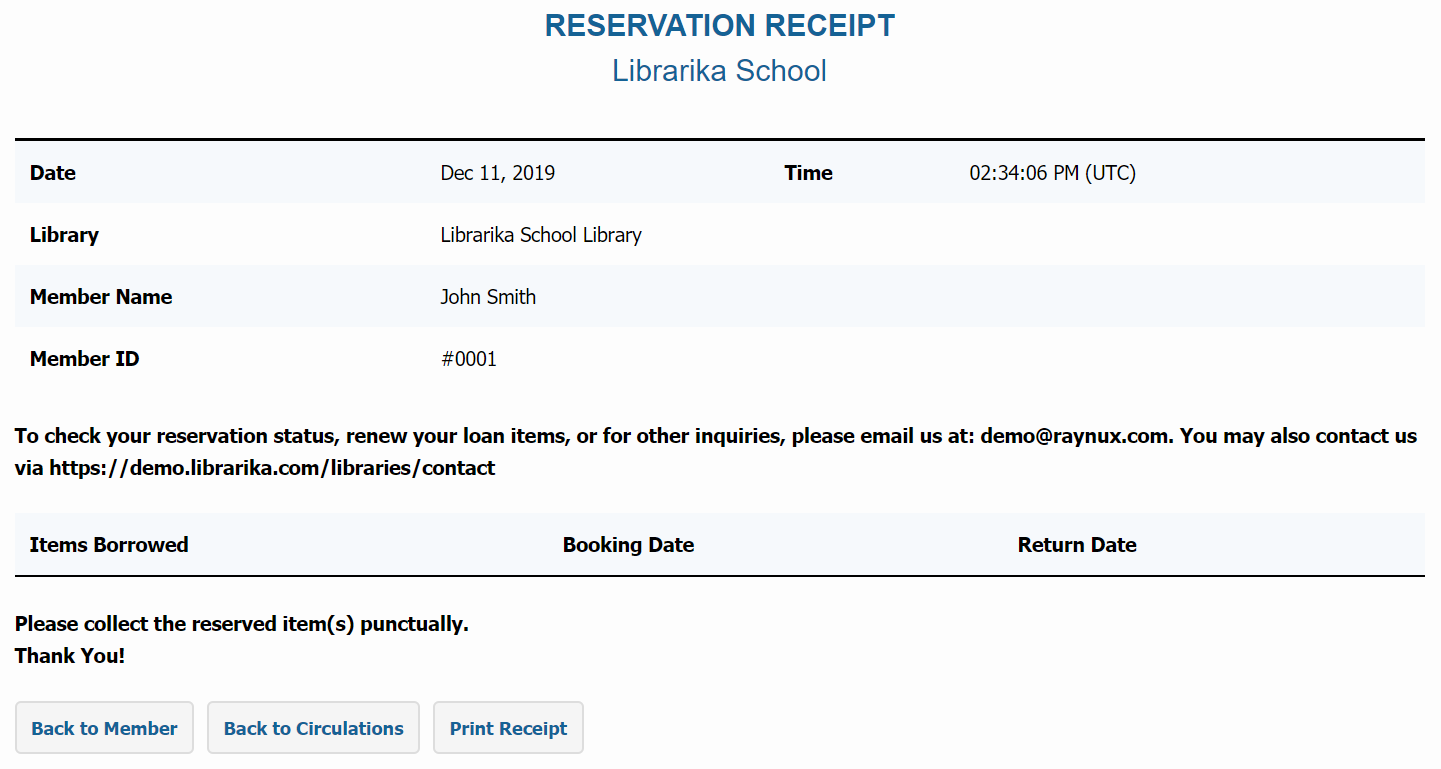 RESERVATION RECEIPT
Librarika School
Date Dec 11, 2019 Time 02:34:06 PM (UTC)
Library Librarika School Library
Member Name John Smith
Member ID #0001
To check your reservation status, renew your loan items, or for other inquiries, please email us at: demo@raynux.com. You may also contact us
via https://demo.librarika.com/libraries/contact
Items Borrowed Booking Date Return Date
Please collect the reserved item(s) punctually.
Thank You!
Back to Member Back to Circulations Print Receipt